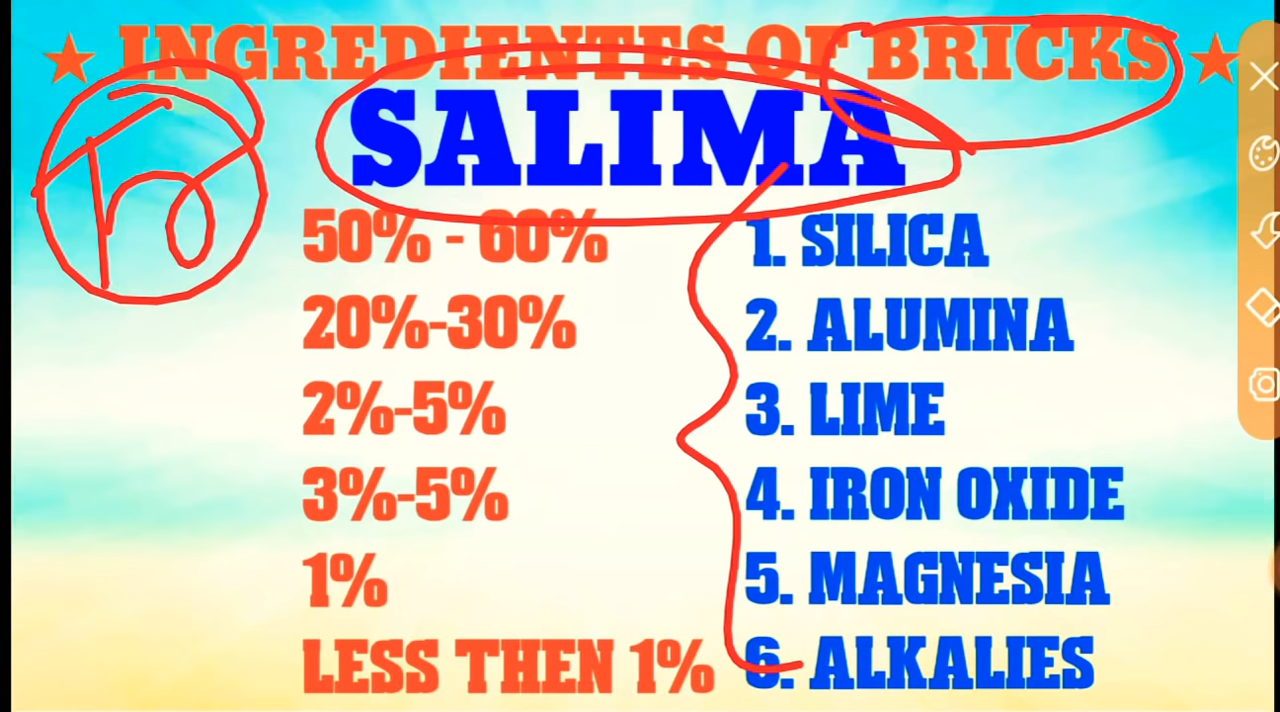 INGREDIENTES OF BRICKS
SALIMA
50% - 60% 1. SILICA
20%-30% 2. ALUMINA
2%-5% 3. LIME
3%-5% 4. IRON OXIDE
1% 5. MAGNESIA
LESS THEN 1% 6. ALKALIES